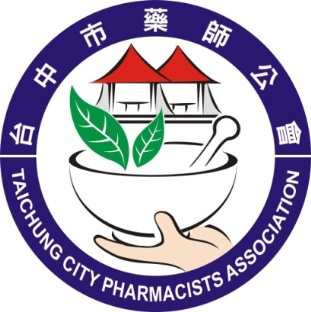 台中市藥師公會
TAICHUNG CITY PHARMACISTS ASSOCIATION